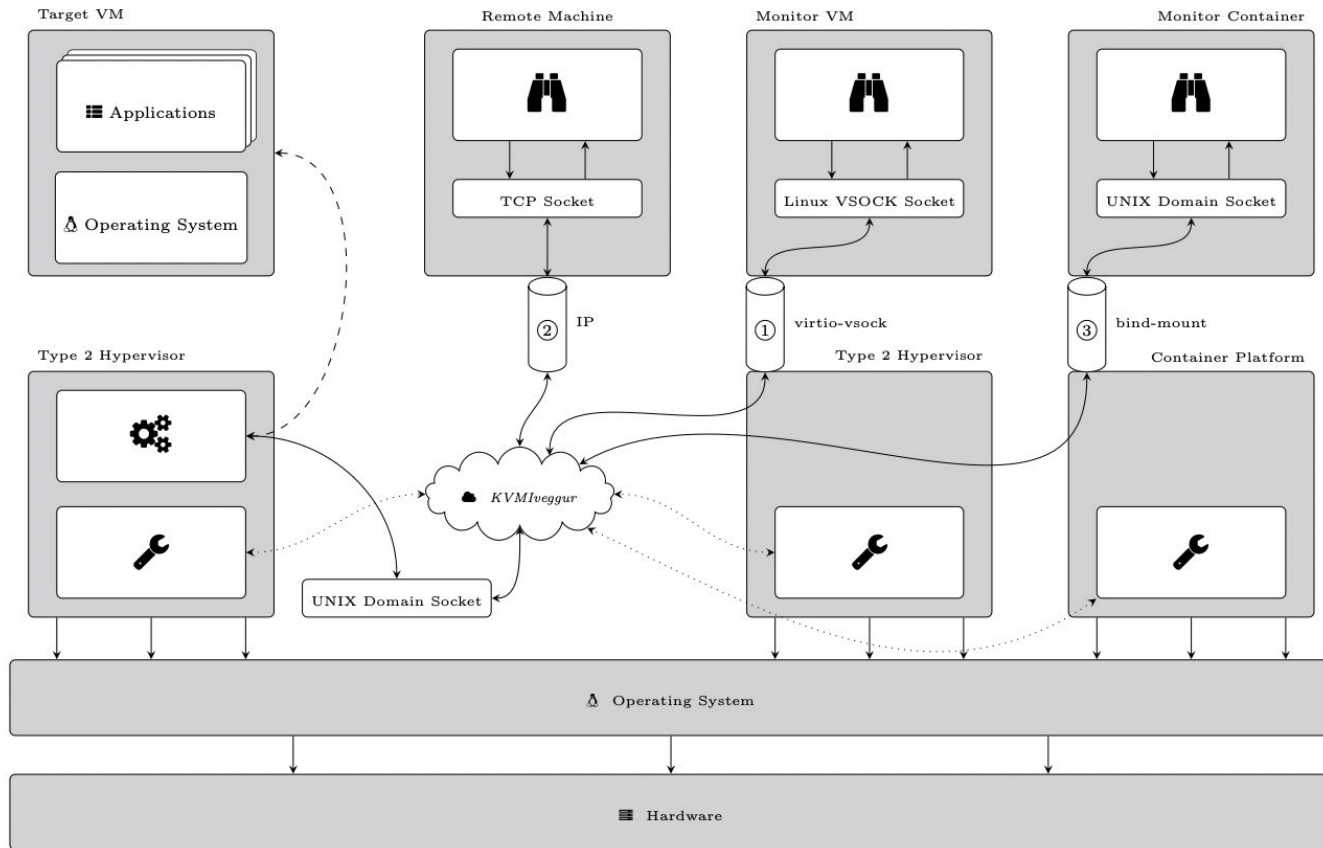 Target VM
Remote Machine
Monitor VM
Monitor Container
Applications
Operating System
TCP Socket
Linux VSOCK Socket
UNIX Domain Socket
② IP
① virtio-vsock
③ bind-mount
Type 2 Hypervisor
Type 2 Hypervisor
Container Platform
KVMIveggur
UNIX Domain Socket
Operating System
Hardware